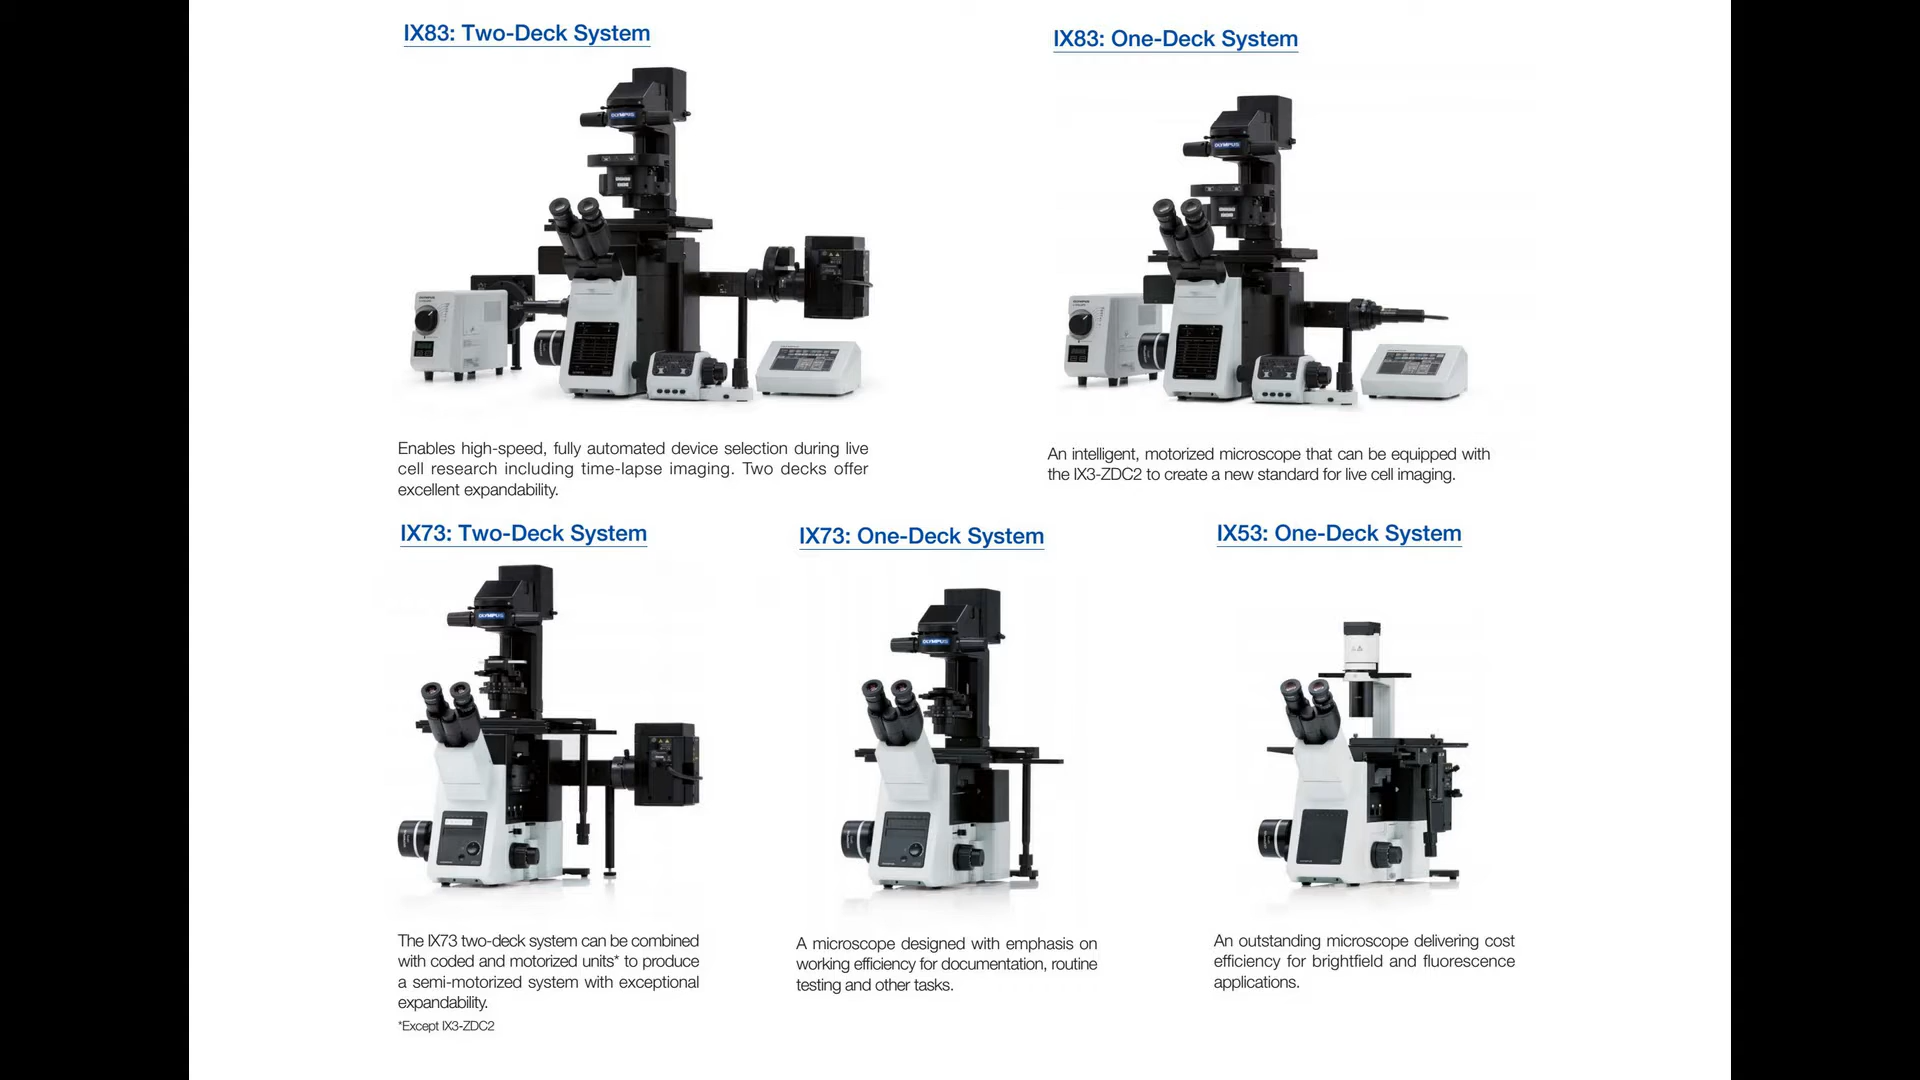 IX83: Two-Deck System
IX83: One-Deck System
OLYMPUS
OLYMPUS
Enables high-speed, fully automated device selection during live
cell research including time-lapse imaging. Two decks offer
excellent expandability.
An intelligent, motorized microscope that can be equipped with
the IX3-ZDC2 to create a new standard for live cell imaging.
IX73: Two-Deck System
IX73: One-Deck System
IX53: One-Deck System
OLYMPUS
OLYMPUS
The IX73 two-deck system can be combined
with coded and motorized units* to produce
a semi-motorized system with exceptional
expandability.
*Except IX3-ZDC2
A microscope designed with emphasis on
working efficiency for documentation, routine
testing and other tasks.
An outstanding microscope delivering cost
efficiency for brightfield and fluorescence
applications.